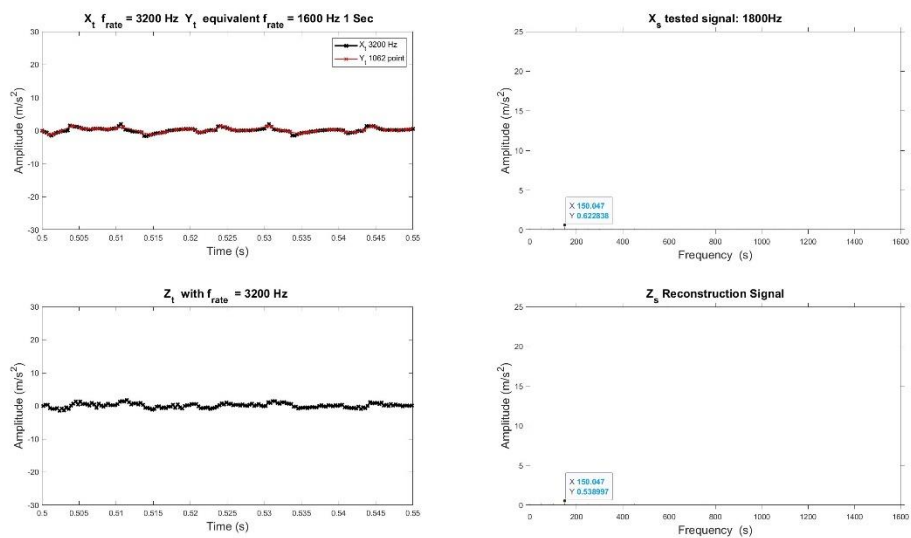 X_t f_rate = 3200 Hz Y_t equivalent f_rate = 1600 Hz 1 Sec
X_t 3200 Hz
Y_t 1062 point
Amplitude (m/s²)
30
20
10
0
-10
-20
-30
0.5 0.505 0.51 0.515 0.52 0.525 0.53 0.535 0.54 0.545 0.55
Time (s)
X_s tested signal: 1800Hz
Amplitude (m/s²)
25
20
15
10
5
0
X 150.047
Y 0.622838
0 200 400 600 800 1000 1200 1400 1600
Frequency (s)
Z_t with f_rate = 3200 Hz
Amplitude (m/s²)
30
20
10
0
-10
-20
-30
0.5 0.505 0.51 0.515 0.52 0.525 0.53 0.535 0.54 0.545 0.55
Time (s)
Z_s Reconstruction Signal
Amplitude (m/s²)
25
20
15
10
5
0
X 150.047
Y 0.538997
0 200 400 600 800 1000 1200 1400 1600
Frequency (s)